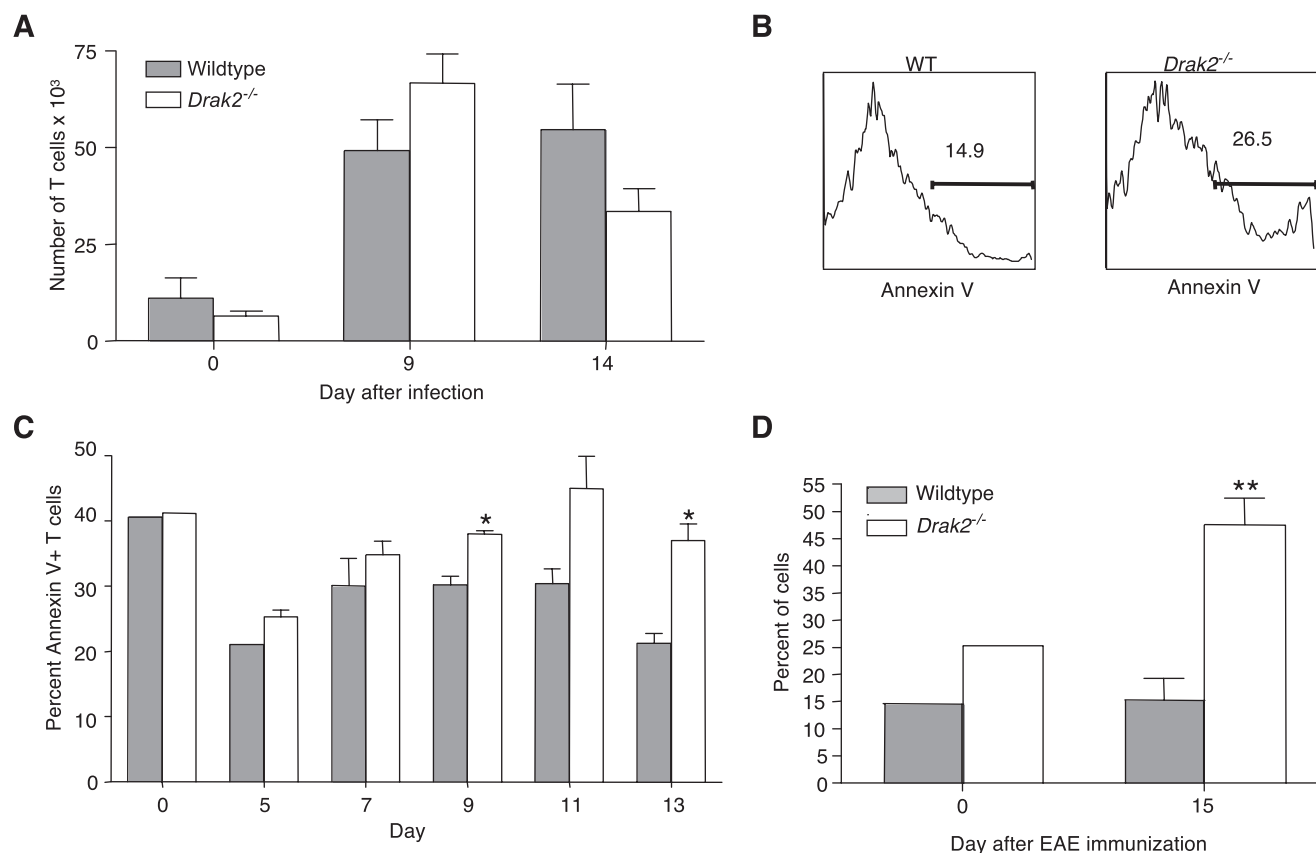 A
75
50
25
0
Number of T cells x 10³
Wildtype
Drak2-/-
0 9 14
Day after infection
B
WT
14.9
Annexin V
Drak2-/-
26.5
Annexin V
C
50
40
30
20
10
0
Percent Annexin V+ T cells
*
*
0 5 7 9 11 13
Day
D
55
50
45
40
35
30
25
20
15
10
5
0
Percent of cells
Wildtype
Drak2-/-
**
0 15
Day after EAE immunization